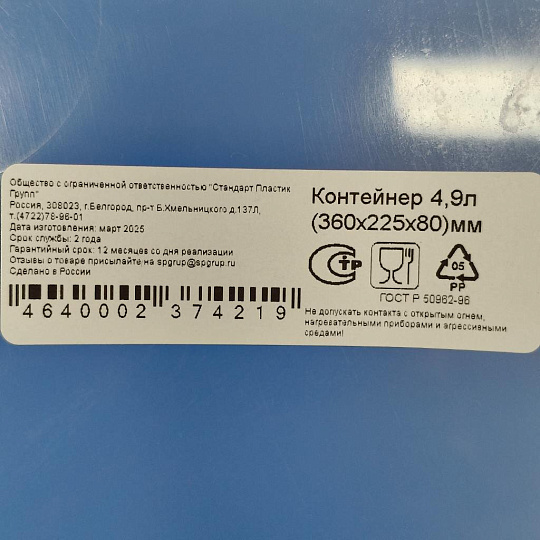 Общество с ограниченной ответственностью "Стандарт Пластик
Групп"
Россия, 308023, г.Белгород, пр-т Б.Хмельницкого д.137Л,
т.(4722)78-96-01
Дата изготовления: март 2025
Срок службы: 2 года
Гарантийный срок: 12 месяцев со дня реализации
Отзывы о товаре присылайте на spgrup@spgrup.ru
Сделано в России
4640002 374219
Контейнер 4,9л
(360x225x80)мм
СТР
05
PP
ГОСТ Р 50962-96
Не допускать контакта с открытым огнем,
нагревательными приборами и агрессивными
средами!